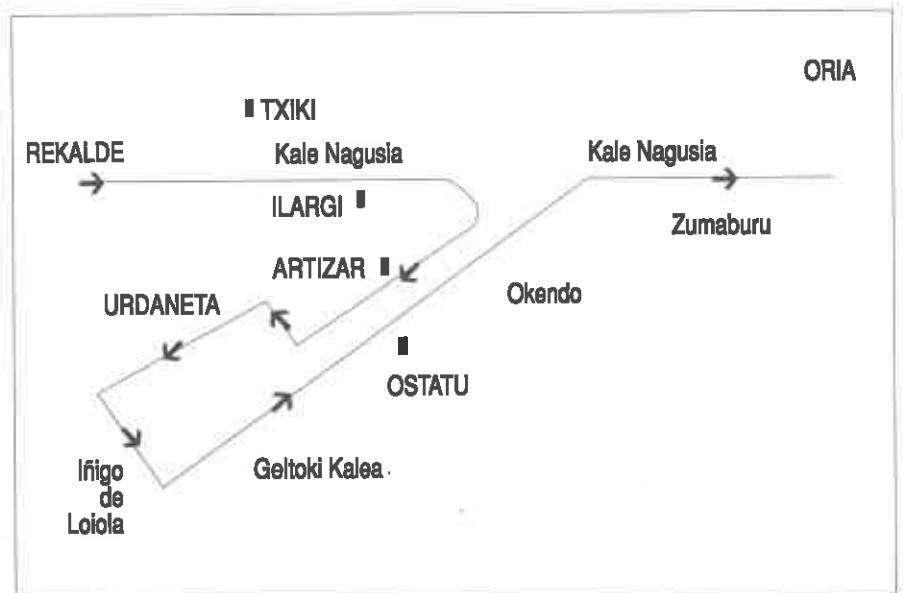 ORIA
TXIKI
REKALDE
Kale Nagusia
Kale Nagusia
ILARGI
Zumaburu
ARTIZAR
Okendo
URDANETA
OSTATU
Iñigo
de
Loiola
Geltoki Kalea